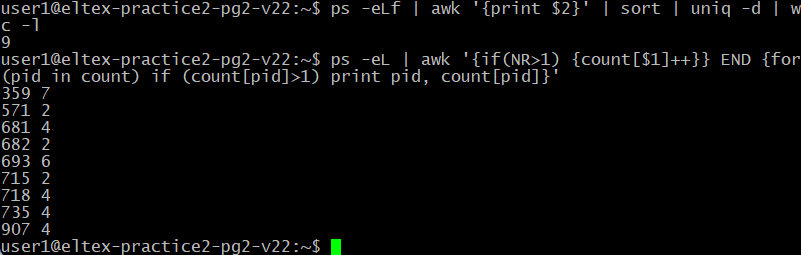 user1@eltex-practice2-pg2-v22:~$ ps -eLf | awk '{print $2}' | sort | uniq -d | w
c -l
9
user1@eltex-practice2-pg2-v22:~$ ps -eL | awk '{if(NR>1) {count[$1]++}} END {for
(pid in count) if (count[pid]>1) print pid, count[pid]}'
359 7
571 2
681 4
682 2
693 6
715 2
718 4
735 4
907 4
user1@eltex-practice2-pg2-v22:~$